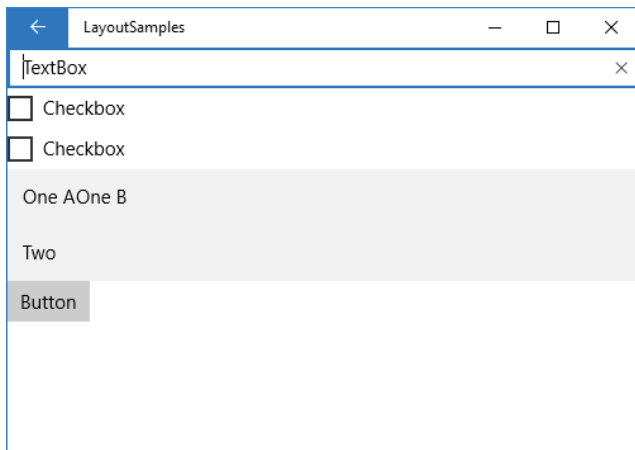 LayoutSamples
TextBox
Checkbox
Checkbox
One AOne B
Two
Button